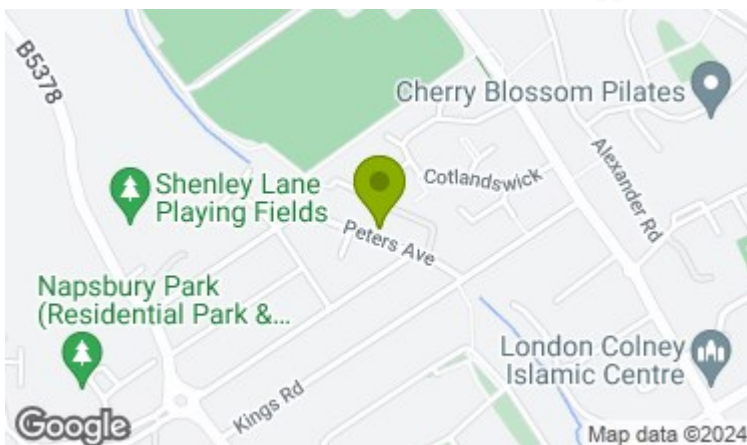 B5378
Cherry Blossom Pilates
Cotlandswick
Alexander Rd
Shenley Lane
Playing Fields
Peters Ave
Napsbury Park
(Residential Park &...
London Colney
Islamic Centre
Kings Rd
Google
Map data ©2024